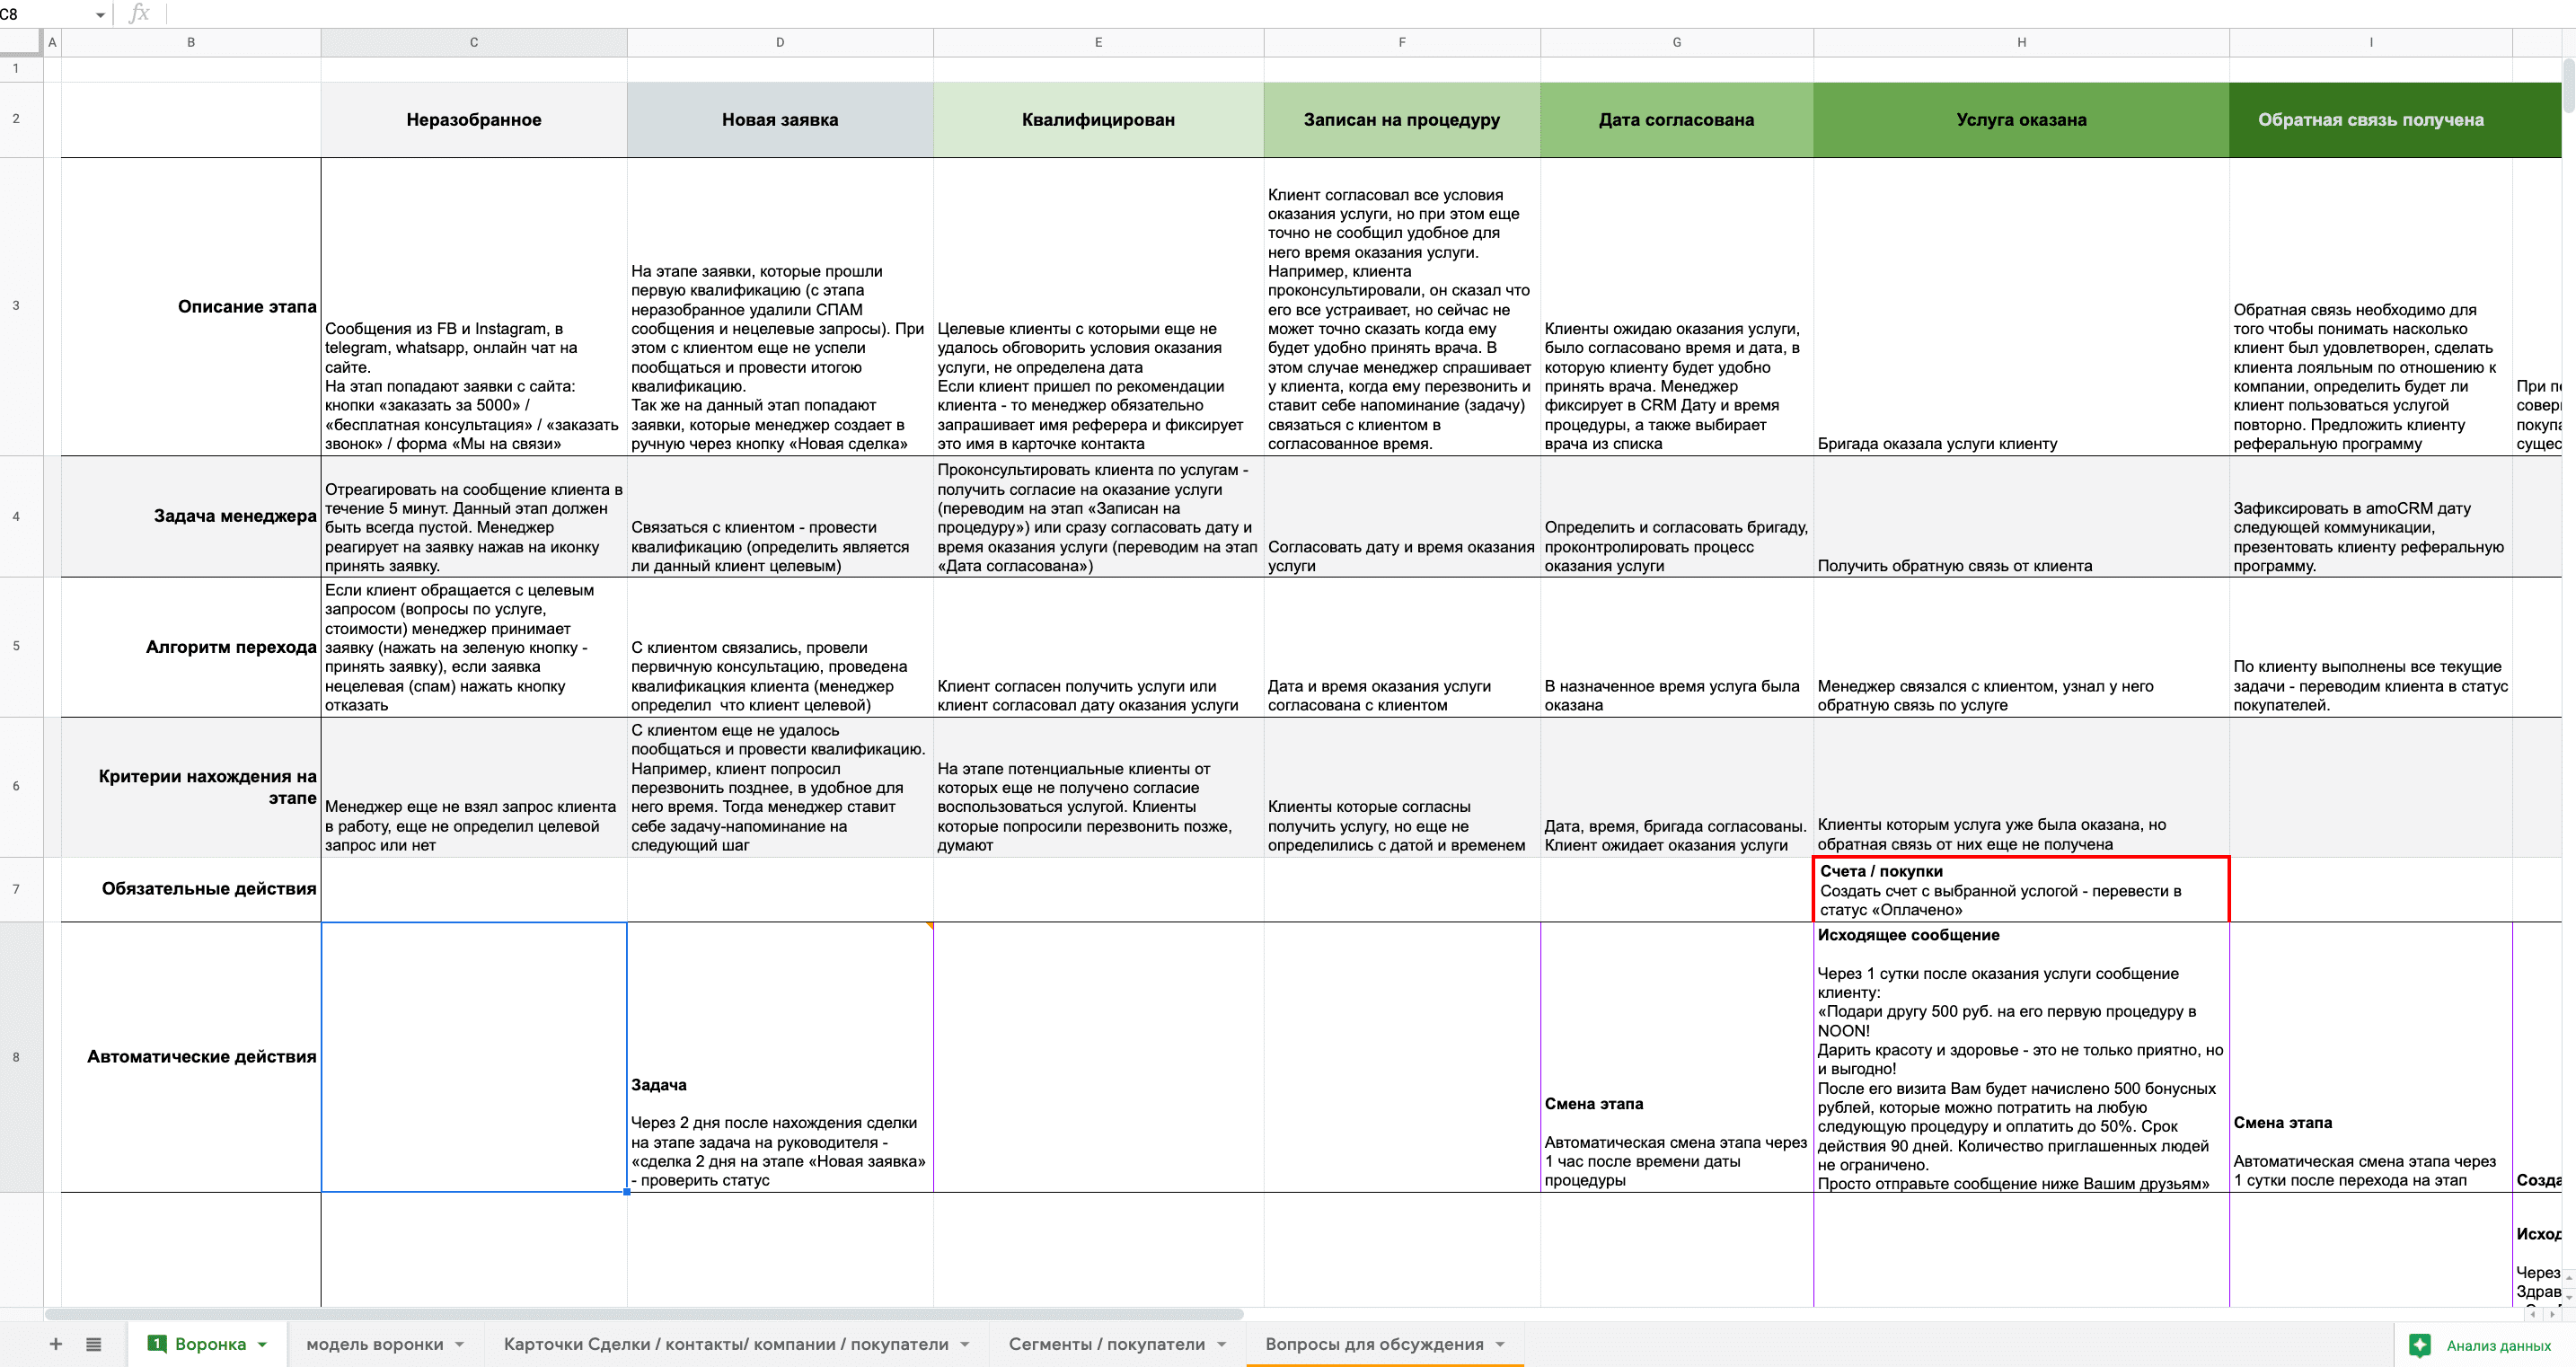 C8
fx
A B C D E F G H I
1
2
Неразобранное
Новая заявка
Квалифицирован
Записан на процедуру
Дата согласована
Услуга оказана
Обратная связь получена
3
Описание этапа
Сообщения из FB и Instagram, в
telegram, whatsapp, онлайн чат на
сайте.
На этап попадают заявки с сайта:
кнопки «заказать за 5000» /
«бесплатная консультация» / «заказать
звонок» / форма «Мы на связи»
На этапе заявки, которые прошли
первую квалификацию (с этапа
неразобранное удалили СПАМ
сообщения и нецелевые запросы). При
этом с клиентом еще не успели
пообщаться и провести итогою
квалификацию.
Так же на данный этап попадают
заявки, которые менеджер создает в
ручную через кнопку «Новая сделка»
Целевые клиенты с которыми еще не
удалось обговорить условия оказания
услуги, не определена дата
Если клиент пришел по рекомендации
клиента - то менеджер обязательно
запрашивает имя реферера и фиксирует
это имя в карточке контакта
Клиент согласовал все условия
оказания услуги, но при этом еще
точно не сообщил удобное для
него время оказания услуги.
Например, клиента
проконсультировали, он сказал что
его все устраивает, но сейчас не
может точно сказать когда ему
будет удобно принять врача. В
этом случае менеджер спрашивает
у клиента, когда ему перезвонить и
ставит себе напоминание (задачу)
связаться с клиентом в
согласованное время.
Клиенты ожидаю оказания услуги,
было согласовано время и дата, в
которую клиенту будет удобно
принять врача. Менеджер
фиксирует в CRM Дату и время
процедуры, а также выбирает
врача из списка
Бригада оказала услуги клиенту
Обратная связь необходимо для
того чтобы понимать насколько
клиент был удовлетворен, сделать
клиента лояльным по отношению к
компании, определить будет ли
клиент пользоваться услугой
повторно. Предложить клиенту
реферальную программу
При
4
Задача менеджера
Отреагировать на сообщение клиента в
течение 5 минут. Данный этап должен
быть всегда пустой. Менеджер
реагирует на заявку нажав на иконку
принять заявку.
Связаться с клиентом - провести
квалификацию (определить является
ли данный клиент целевым)
Проконсультировать клиента по услугам -
получить согласие на оказание услуги
(переводим на этап «Записан на
процедуру») или сразу согласовать дату и
время оказания услуги (переводим на этап
«Дата согласована»)
Согласовать дату и время оказания
услуги
Определить и согласовать бригаду,
проконтролировать процесс
оказания услуги
Получить обратную связь от клиента
Зафиксировать в amoCRM дату
следующей коммуникации,
презентовать клиенту реферальную
программу.
5
Алгоритм перехода
Если клиент обращается с целевым
запросом (вопросы по услуге,
стоимости) менеджер принимает
заявку (нажать на зеленую кнопку -
принять заявку), если заявка
нецелевая (спам) нажать кнопку
отказать
С клиентом связались, провели
первичную консультацию, проведена
квалификацкия клиента (менеджер
определил что клиент целевой)
Клиент согласен получить услуги или
клиент согласовал дату оказания услуги
Дата и время оказания услуги
согласована с клиентом
В назначенное время услуга была
оказана
Менеджер связался с клиентом, узнал у него
обратную связь по услуге
По клиенту выполнены все текущие
задачи - переводим клиента в статус
покупателей.
6
Критерии нахождения на
этапе
Менеджер еще не взял запрос клиента
в работу, еще не определил целевой
запрос или нет
С клиентом еще не удалось
пообщаться и провести квалификацию.
Например, клиент попросил
перезвонить позднее, в удобное для
него время. Тогда менеджер ставит
себе задачу-напоминание на
следующий шаг
На этапе потенциальные клиенты от
которых еще не получено согласие
воспользоваться услугой. Клиенты
которые попросили перезвонить позже,
думают
Клиенты которые согласны
получить услугу, но еще не
определились с датой и временем
Дата, время, бригада согласованы.
Клиент ожидает оказания услуги
Клиенты которым услуга уже была оказана, но
обратная связь от них еще не получена
7
Обязательные действия
Счета / покупки
Создать счет с выбранной услогой - перевести в
статус «Оплачено»
8
Автоматические действия
Задача
Через 2 дня после нахождения сделки
на этапе задача на руководителя -
«сделка 2 дня на этапе «Новая заявка»
- проверить статус
Смена этапа
Автоматическая смена этапа через
1 час после времени даты
процедуры
Исходящее сообщение
Через 1 сутки после оказания услуги сообщение
клиенту:
«Подари другу 500 руб. на его первую процедуру в
NOON!
Дарить красоту и здоровье - это не только приятно, но
и выгодно!
После его визита Вам будет начислено 500 бонусных
рублей, которые можно потратить на любую
следующую процедуру и оплатить до 50%. Срок
действия 90 дней. Количество приглашенных людей
не ограничено.
Просто отправьте сообщение ниже Вашим друзьям»
Смена этапа
Автоматическая смена этапа через
1 сутки после перехода на этап
Через
1 Воронка
модель воронки
Карточки Сделки / контакты/ компании / покупатели
Сегменты / покупатели
Вопросы для обсуждения
Анализ данных